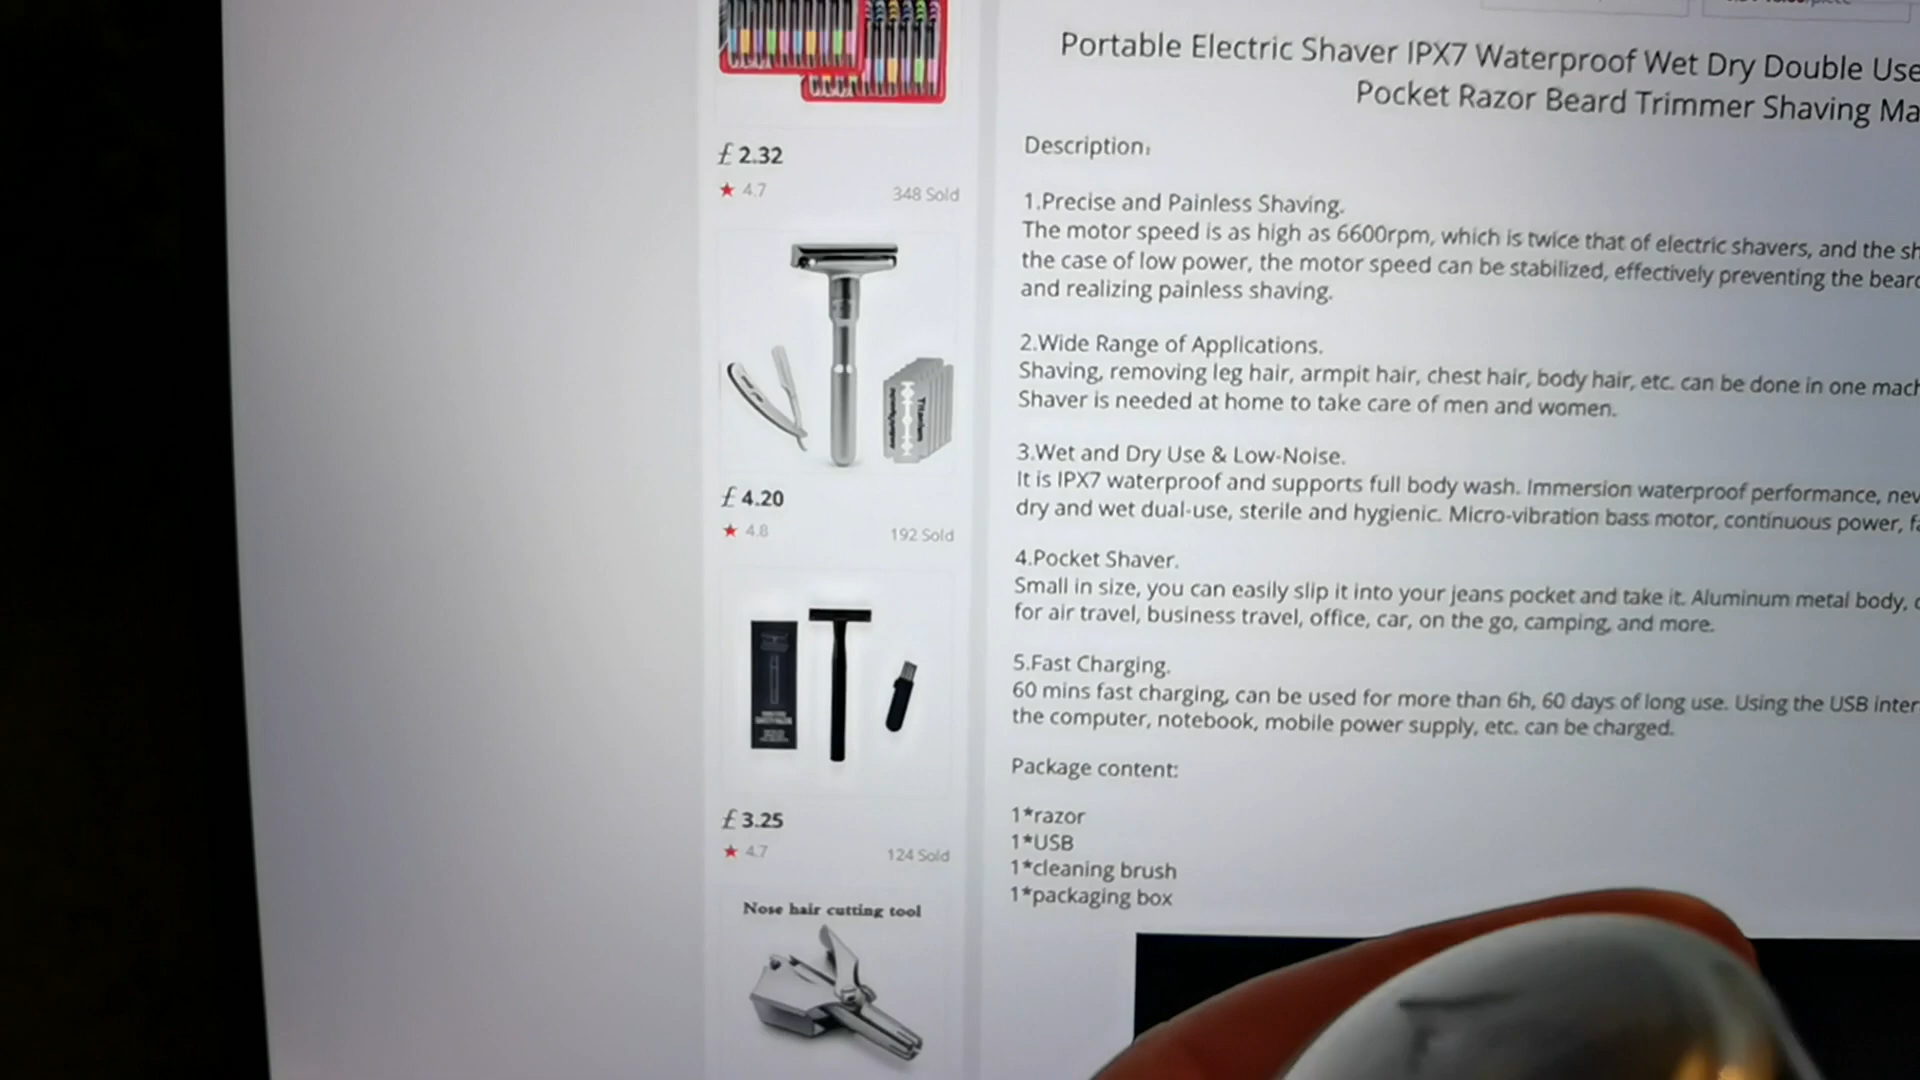 £ 2.32
★ 4.7 348 Sold
Titanium
£ 4.20
★ 4.8 192 Sold
£ 3.25
★ 4.7 124 Sold
Nose hair cutting tool
Portable Electric Shaver IPX7 Waterproof Wet Dry Double Use
Pocket Razor Beard Trimmer Shaving Ma
Description:
1.Precise and Painless Shaving.
The motor speed is as high as 6600rpm, which is twice that of electric shavers, and the sh
the case of low power, the motor speed can be stabilized, effectively preventing the beard
and realizing painless shaving.
2.Wide Range of Applications.
Shaving, removing leg hair, armpit hair, chest hair, body hair, etc. can be done in one mach
Shaver is needed at home to take care of men and women.
3.Wet and Dry Use & Low-Noise.
It is IPX7 waterproof and supports full body wash. Immersion waterproof performance, nev
dry and wet dual-use, sterile and hygienic. Micro-vibration bass motor, continuous power, fa
4.Pocket Shaver.
Small in size, you can easily slip it into your jeans pocket and take it. Aluminum metal body,
for air travel, business travel, office, car, on the go, camping, and more.
5.Fast Charging.
60 mins fast charging, can be used for more than 6h, 60 days of long use. Using the USB inter
the computer, notebook, mobile power supply, etc. can be charged.
Package content:
1*razor
1*USB
1*cleaning brush
1*packaging box